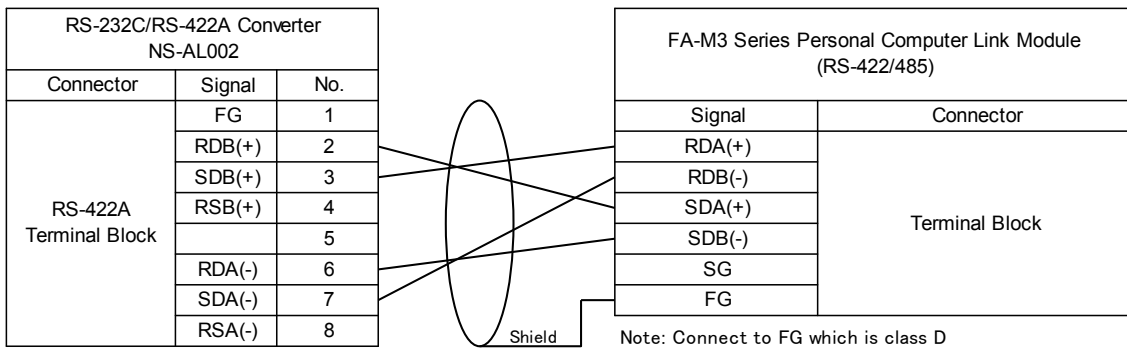 RS-232C/RS-422A Converter
NS-AL002
Connector Signal No.
RS-422A
Terminal Block
FG 1
RDB(+) 2
SDB(+) 3
RSB(+) 4
5
RDA(-) 6
SDA(-) 7
RSA(-) 8
Shield
FA-M3 Series Personal Computer Link Module
(RS-422/485)
Signal Connector
RDA(+)
RDB(-)
SDA(+)
SDB(-)
SG
FG
Terminal Block
Note: Connect to FG which is class D